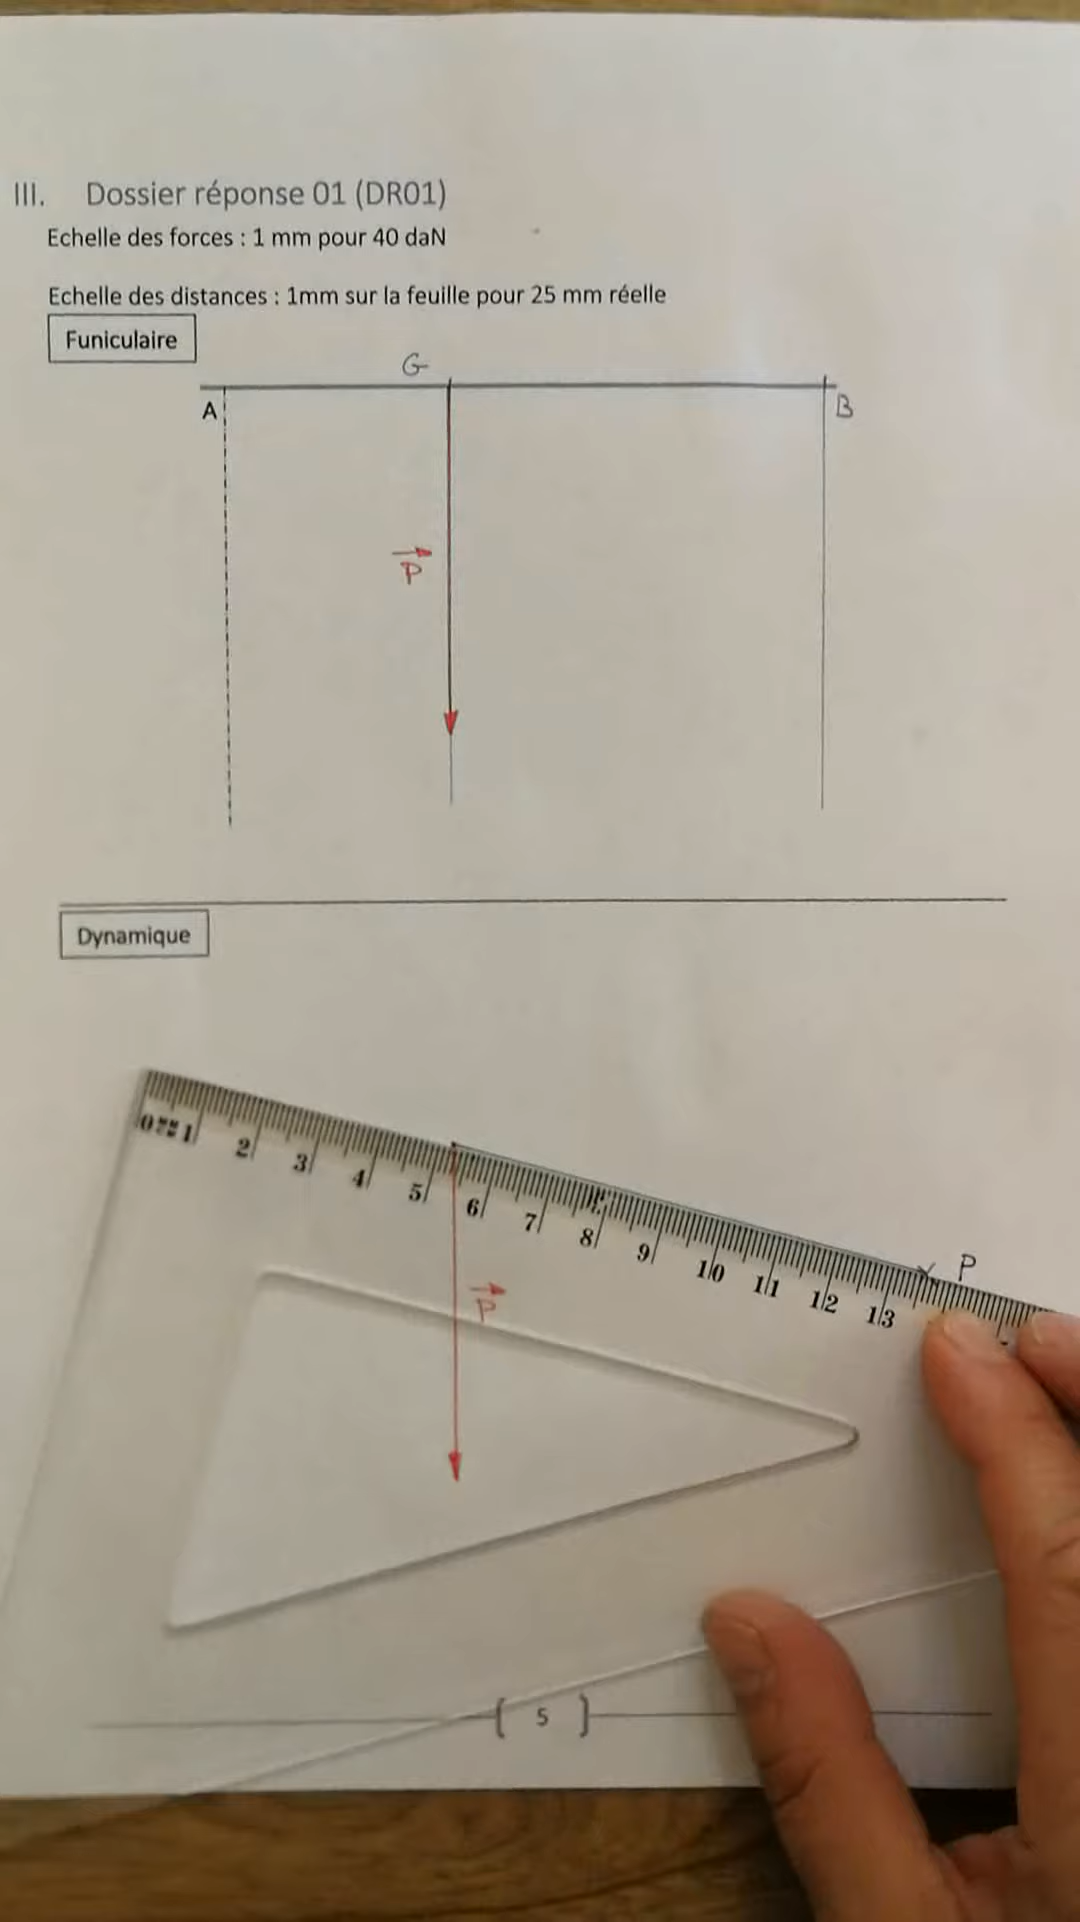 III. Dossier réponse 01 (DR01)
Echelle des forces : 1 mm pour 40 daN
Echelle des distances : 1mm sur la feuille pour 25 mm réelle
Funiculaire
G
A
B
P
Dynamique
0 1 2 3 4 5 6 7 8 9 10 11 12 13
P
P
[ 5 ]